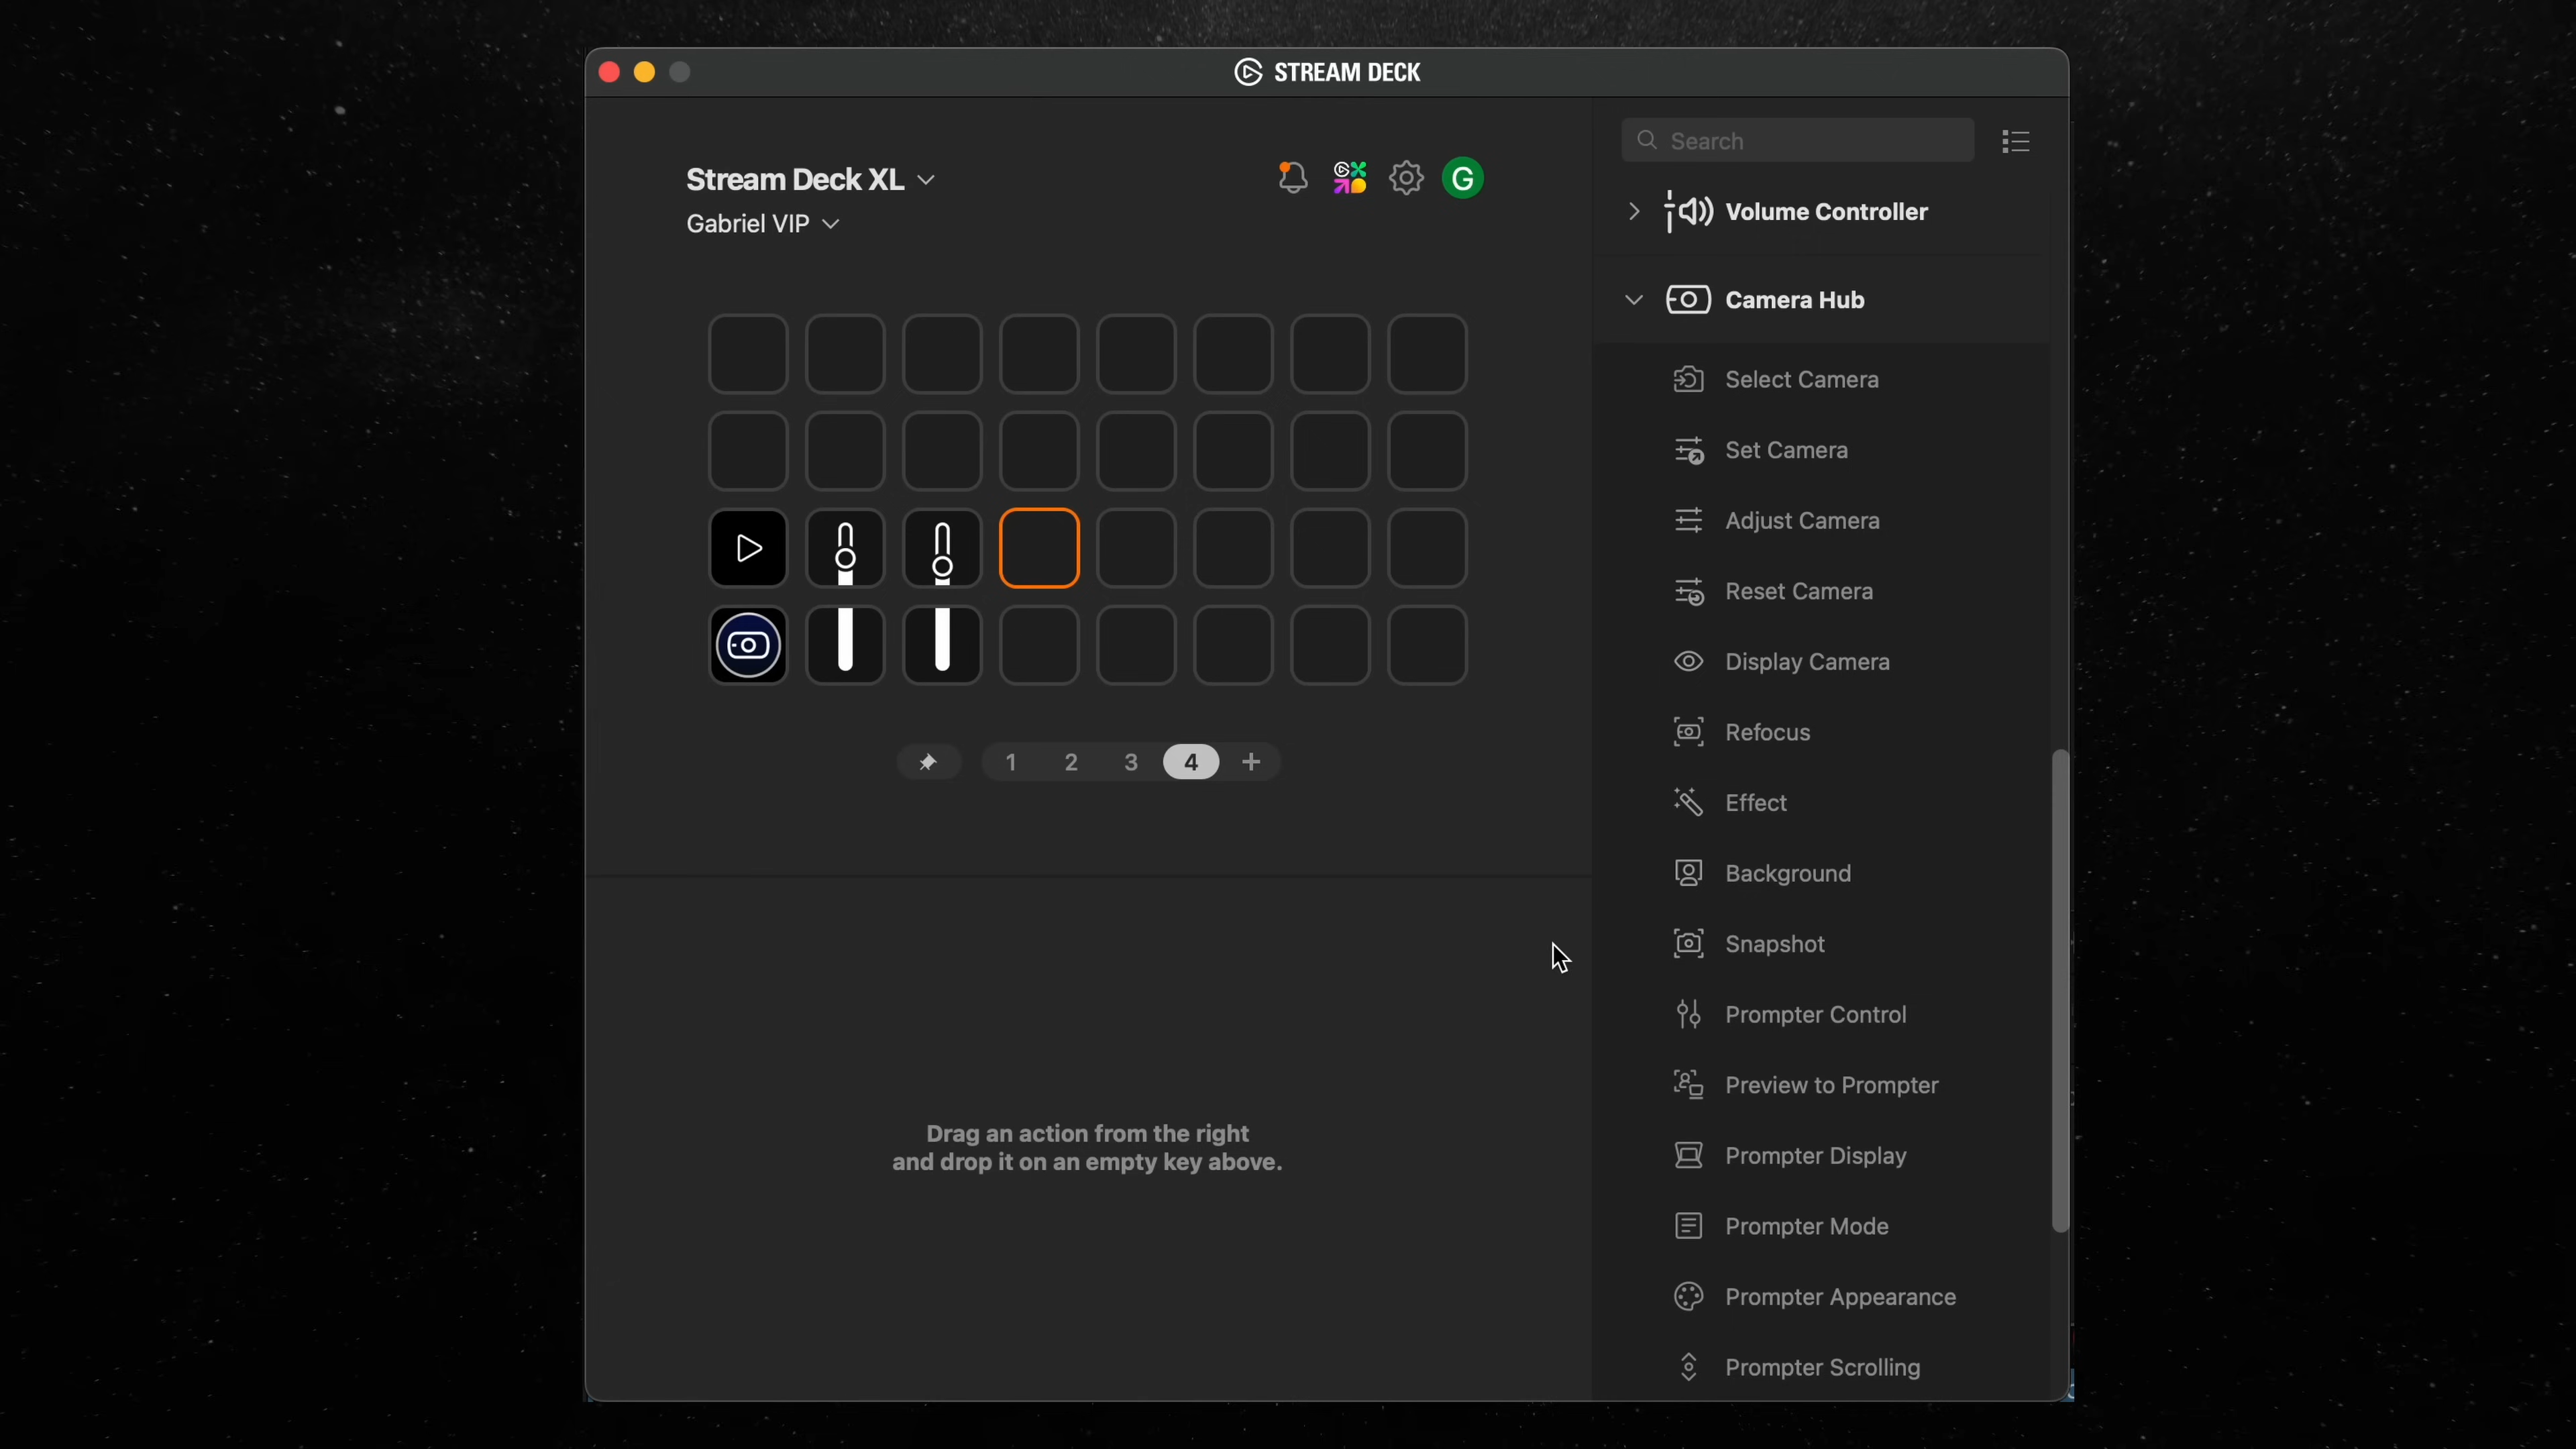 STREAM DECK
Stream Deck XL
G
Gabriel VIP
1 2 3 4 +
Drag an action from the right
and drop it on an empty key above.
Search
Volume Controller
Camera Hub
Select Camera
Set Camera
Adjust Camera
Reset Camera
Display Camera
Refocus
Effect
Background
Snapshot
Prompter Control
Preview to Prompter
Prompter Display
Prompter Mode
Prompter Appearance
Prompter Scrolling